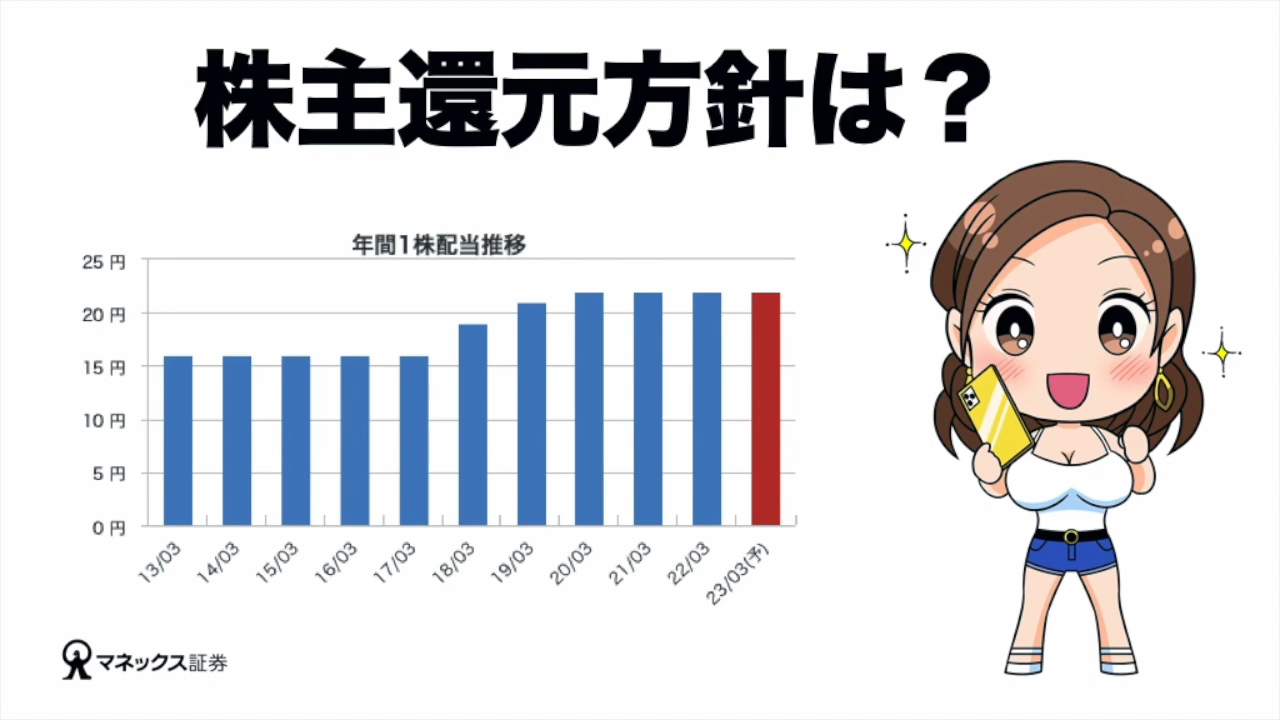 株主還元方針は？
年間1株配当推移
25 円
20 円
15 円
10 円
5 円
0 円
13/03
14/03
15/03
16/03
17/03
18/03
19/03
20/03
21/03
22/03
23/03(予)
マネックス証券